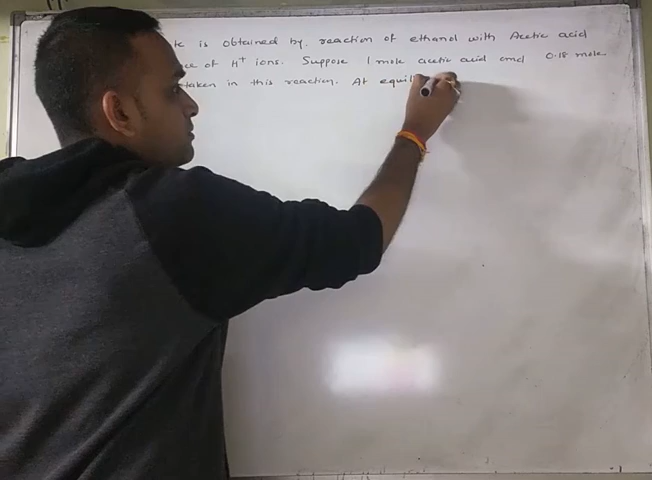 is obtained by reaction of ethanol with Acetic acid
of H⁺ ions. Suppose 1 mole acetic acid and 0.18 mole
taken in this reaction. At equil